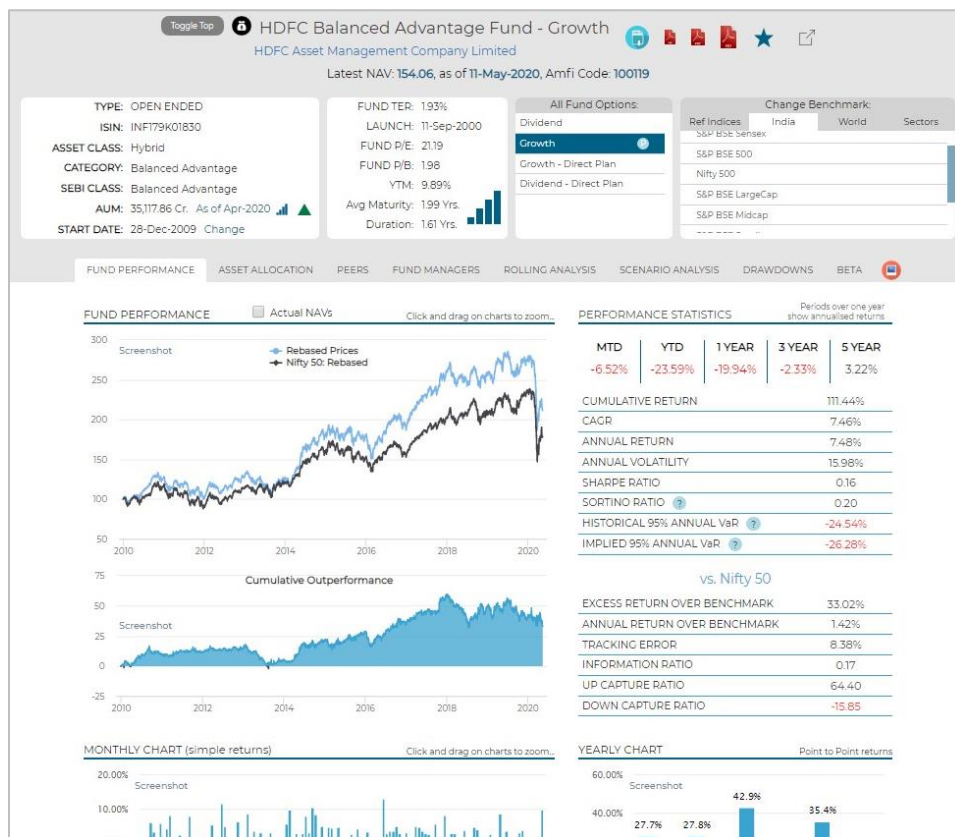 Toggle Top
HDFC Balanced Advantage Fund - Growth
HDFC Asset Management Company Limited
Latest NAV: 154.06, as of 11-May-2020, Amfi Code: 100119
TYPE: OPEN ENDED
ISIN: INF179K01830
ASSET CLASS: Hybrid
CATEGORY: Balanced Advantage
SEBI CLASS: Balanced Advantage
AUM: 35,117.86 Cr. As of Apr-2020
START DATE: 28-Dec-2009 Change
FUND TER: 1.93%
LAUNCH: 11-Sep-2000
FUND P/E: 21.19
FUND P/B: 1.98
YTM: 9.89%
Avg Maturity: 1.99 Yrs.
Duration: 1.61 Yrs.
All Fund Options:
Dividend
Growth
Growth - Direct Plan
Dividend - Direct Plan
Change Benchmark:
Ref Indices India World Sectors
S&P BSE Sensex
S&P BSE 500
Nifty 500
S&P BSE LargeCap
S&P BSE Midcap
FUND PERFORMANCE ASSET ALLOCATION PEERS FUND MANAGERS ROLLING ANALYSIS SCENARIO ANALYSIS DRAWDOWNS BETA
FUND PERFORMANCE Actual NAVs Click and drag on charts to zoom...
300
250
200
150
100
50
Screenshot
Rebased Prices
Nifty 50: Rebased
2010 2012 2014 2016 2018 2020
Cumulative Outperformance
75
50
25
0
-25
Screenshot
2010 2012 2014 2016 2018 2020
PERFORMANCE STATISTICS
Periods over one year
show annualised returns
MTD YTD 1 YEAR 3 YEAR 5 YEAR
-6.52% -23.59% -19.94% -2.33% 3.22%
CUMULATIVE RETURN 111.44%
CAGR 7.46%
ANNUAL RETURN 7.48%
ANNUAL VOLATILITY 15.98%
SHARPE RATIO 0.16
SORTINO RATIO ? 0.20
HISTORICAL 95% ANNUAL VaR ? -24.54%
IMPLIED 95% ANNUAL VaR ? -26.28%
vs. Nifty 50
EXCESS RETURN OVER BENCHMARK 33.02%
ANNUAL RETURN OVER BENCHMARK 1.42%
TRACKING ERROR 8.38%
INFORMATION RATIO 0.17
UP CAPTURE RATIO 64.40
DOWN CAPTURE RATIO -15.85
MONTHLY CHART (simple returns) Click and drag on charts to zoom...
20.00%
Screenshot
10.00%
YEARLY CHART Point to Point returns
60.00%
Screenshot
40.00%
27.7% 27.8% 42.9% 35.4%